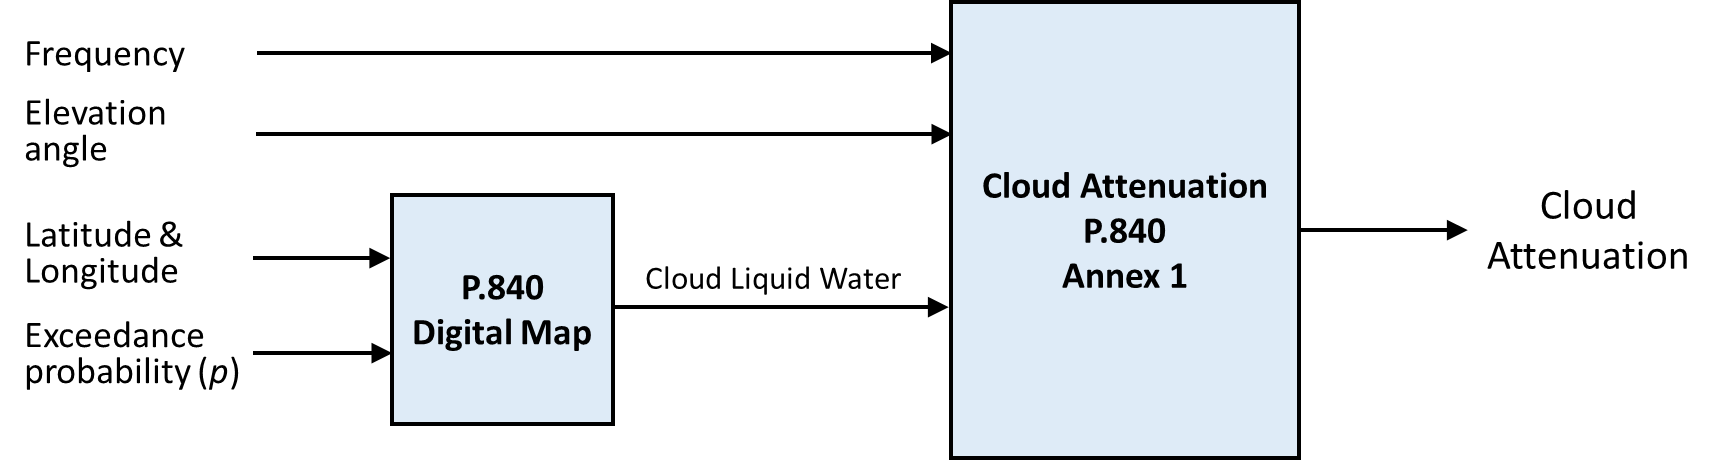 Frequency
Elevation
angle
Latitude &
Longitude
Exceedance
probability (p)
P.840
Digital Map
Cloud Liquid Water
Cloud Attenuation
P.840
Annex 1
Cloud
Attenuation